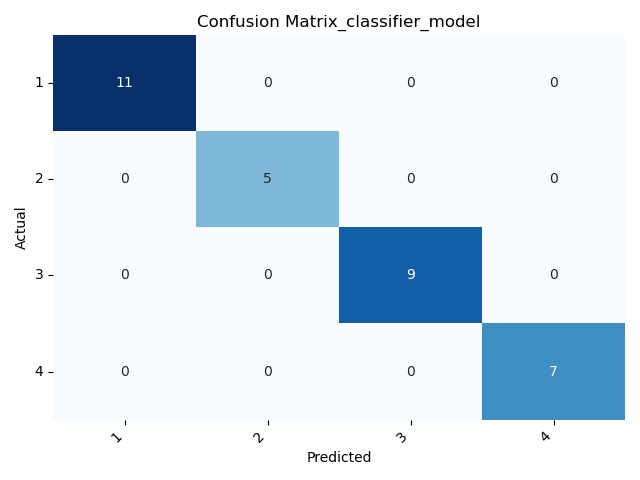 Confusion Matrix_classifier_model
Actual
1 11 0 0 0
2 0 5 0 0
3 0 0 9 0
4 0 0 0 7
1 2 3 4
Predicted